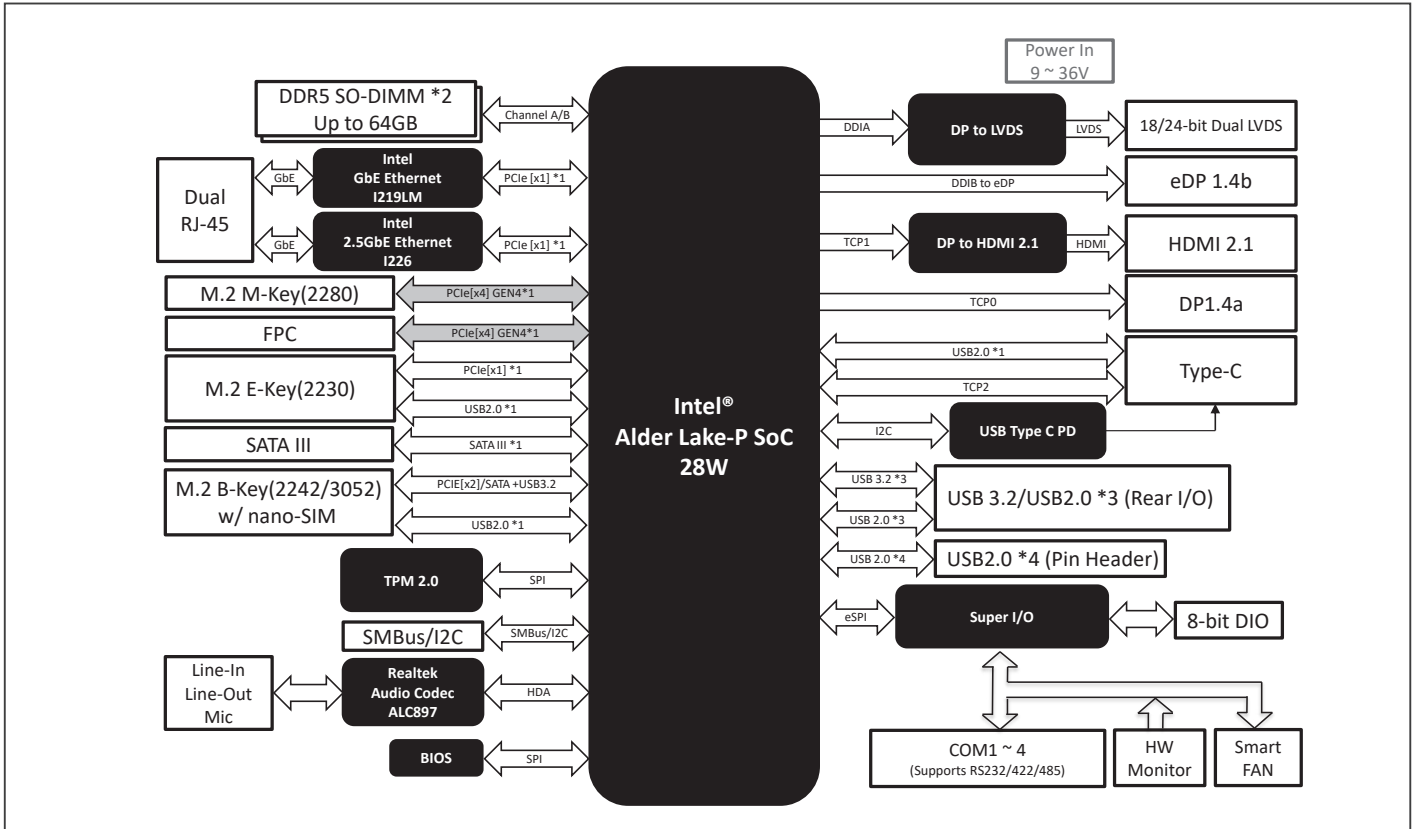 Power In
9 ~ 36V
DDR5 SO-DIMM *2
Up to 64GB
Channel A/B
Dual
RJ-45
GbE
Intel
GbE Ethernet
I219LM
PCIe [x1] *1
GbE
Intel
2.5GbE Ethernet
I226
PCIe [x1] *1
M.2 M-Key(2280)
PCIe[x4] GEN4*1
FPC
PCIe[x4] GEN4*1
M.2 E-Key(2230)
PCIe[x1] *1
USB2.0 *1
SATA III
SATA III *1
M.2 B-Key(2242/3052)
w/ nano-SIM
PCIE[x2]/SATA +USB3.2
USB2.0 *1
TPM 2.0
SPI
SMBus/I2C
SMBus/I2C
Line-In
Line-Out
Mic
Realtek
Audio Codec
ALC897
HDA
BIOS
SPI
Intel®
Alder Lake-P SoC
28W
DDIA
DP to LVDS
LVDS
18/24-bit Dual LVDS
DDIB to eDP
eDP 1.4b
TCP1
DP to HDMI 2.1
HDMI
HDMI 2.1
TCP0
DP1.4a
USB2.0 *1
TCP2
Type-C
I2C
USB Type C PD
USB 3.2 *3
USB 2.0 *3
USB 3.2/USB2.0 *3 (Rear I/O)
USB 2.0 *4
USB2.0 *4 (Pin Header)
eSPI
Super I/O
8-bit DIO
COM1 ~ 4
(Supports RS232/422/485)
HW
Monitor
Smart
FAN